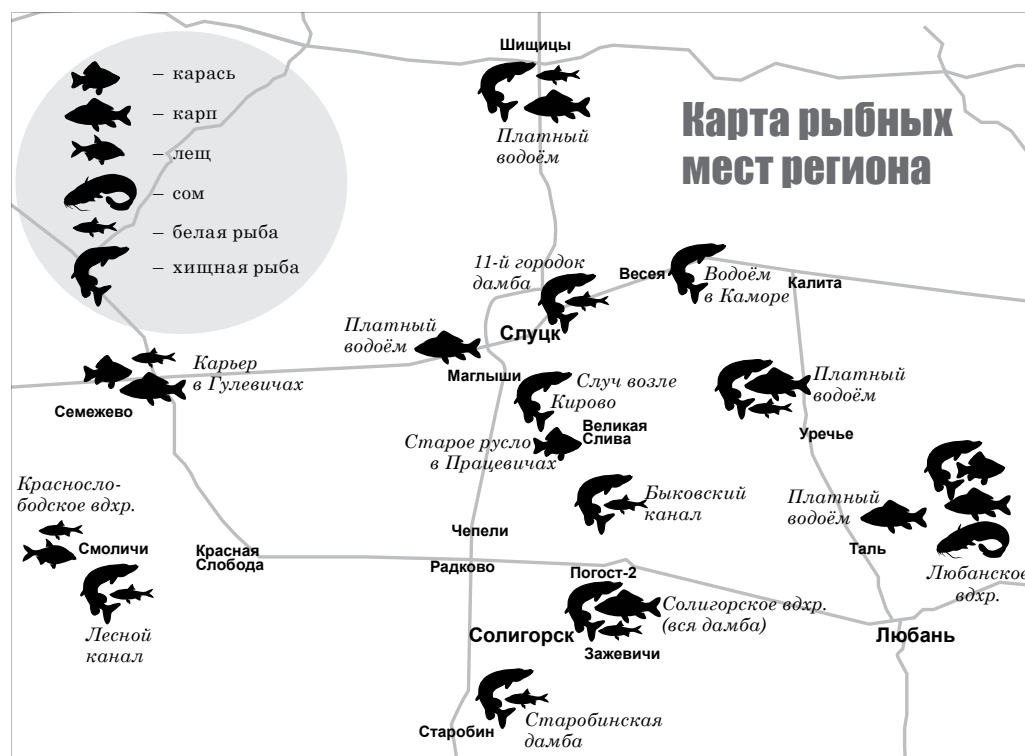 Карта рыбных
мест региона
– карась
– карп
– лещ
– сом
– белая рыба
– хищная рыба
Шищицы
Платный
водоём
11-й городок
дамба
Весея
Водоём
в Каморе
Калита
Слуцк
Платный
водоём
Маглыши
Карьер
в Гулевичах
Семежево
Случ возле
Кирово
Великая
Слива
Старое русло
в Працевичах
Платный
водоём
Уречье
Краснослo-
бодское вдхр.
Смоличи
Красная
Слобода
Лесной
канал
Быковский
канал
Чепели
Радково
Погост-2
Солигорское вдхр.
(вся дамба)
Солигорск
Зажевичи
Платный
водоём
Таль
Любанское
вдхр.
Любань
Старобин
Старобинская
дамба